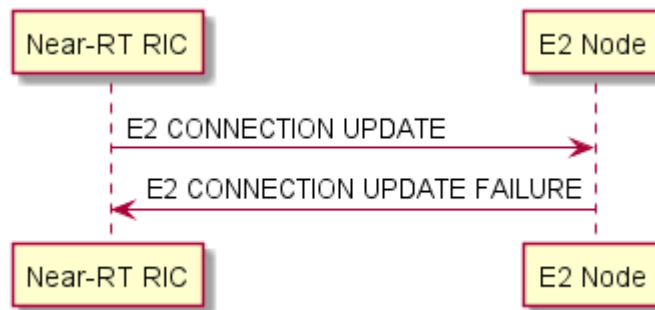 Near-RT RIC
E2 Node
E2 CONNECTION UPDATE
E2 CONNECTION UPDATE FAILURE
Near-RT RIC
E2 Node